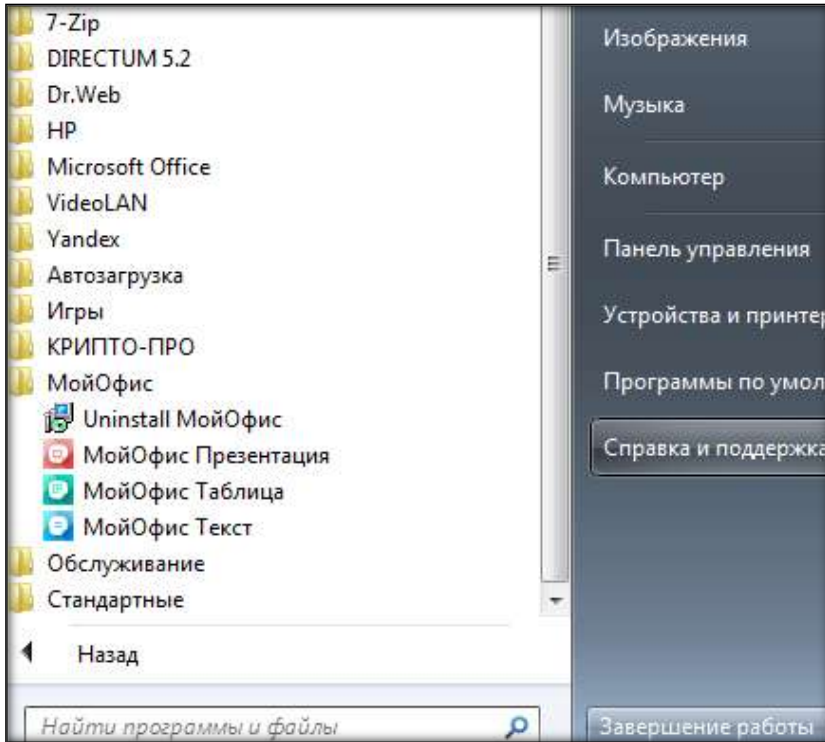 7-Zip
DIRECTUM 5.2
Dr.Web
HP
Microsoft Office
VideoLAN
Yandex
Автозагрузка
Игры
КРИПТО-ПРО
МойОфис
Uninstall МойОфис
МойОфис Презентация
МойОфис Таблица
МойОфис Текст
Обслуживание
Стандартные
Назад
Найти программы и файлы
Изображения
Музыка
Компьютер
Панель управления
Устройства и принтер
Программы по умол
Справка и поддержка
Завершение работы